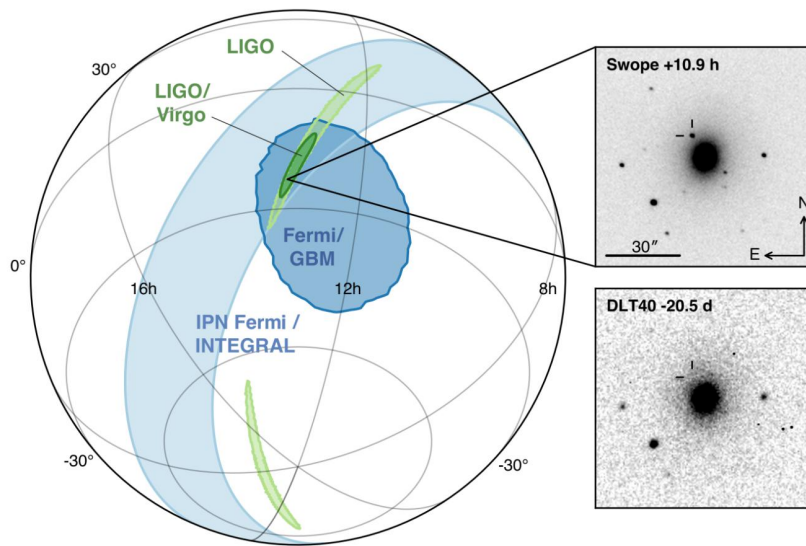 LIGO
30°
LIGO/
Virgo
Fermi/
GBM
0°
16h
12h
8h
IPN Fermi /
INTEGRAL
-30°
-30°
Swope +10.9 h
N
30″
E
DLT40 -20.5 d